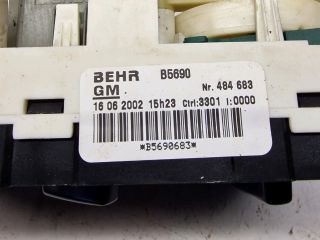 BEHR B5690
GM Nr. 484 683
16 06 2002 15h23 Ctrl:3301 I:0000
*B5690683*